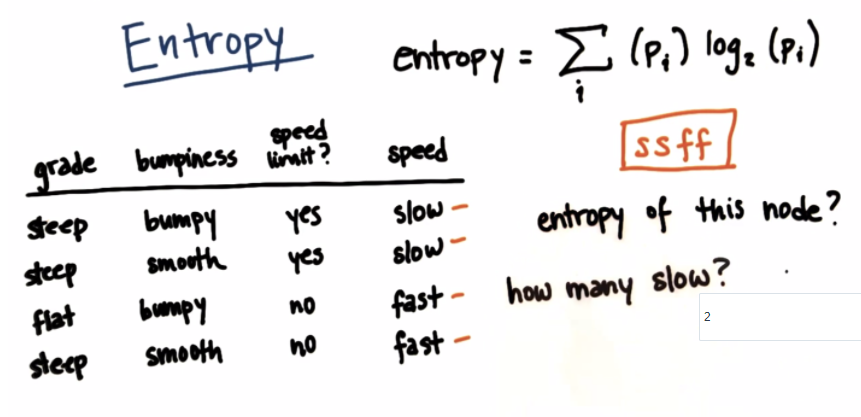 Entropy
entropy = Σ (Pi) log₂ (Pi)
i
ssff
grade bumpiness speed limit? speed
steep bumpy yes slow -
steep smooth yes slow -
flat bumpy no fast -
steep smooth no fast -
entropy of this node?
how many slow?
2